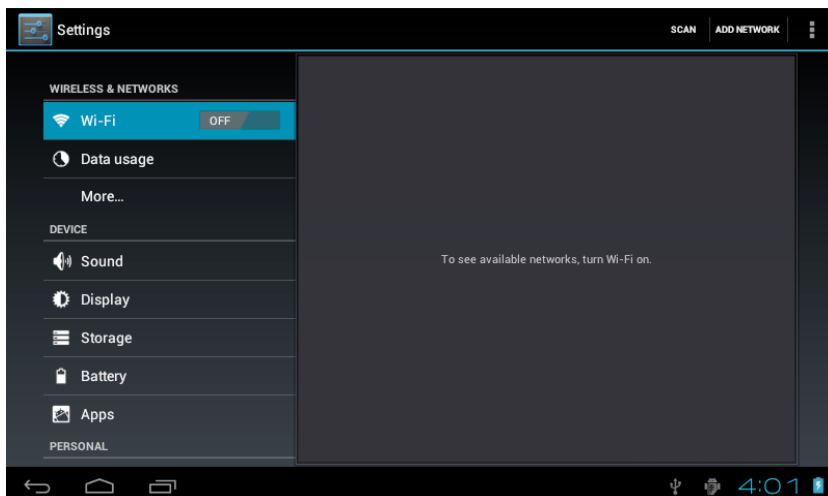 Settings
SCAN
ADD NETWORK
WIRELESS & NETWORKS
Wi-Fi OFF
Data usage
More...
DEVICE
Sound
Display
Storage
Battery
Apps
PERSONAL
To see available networks, turn Wi-Fi on.
4:01